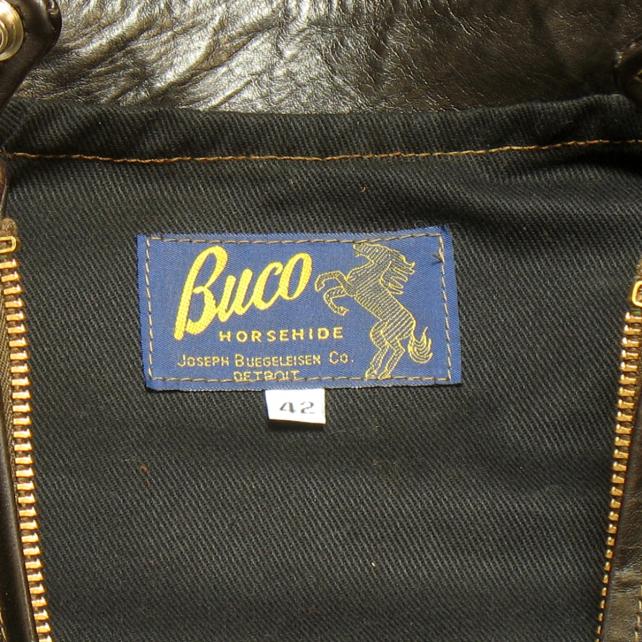 Buco
HORSEHIDE
JOSEPH BUEGELEISEN CO.
DETROIT
42